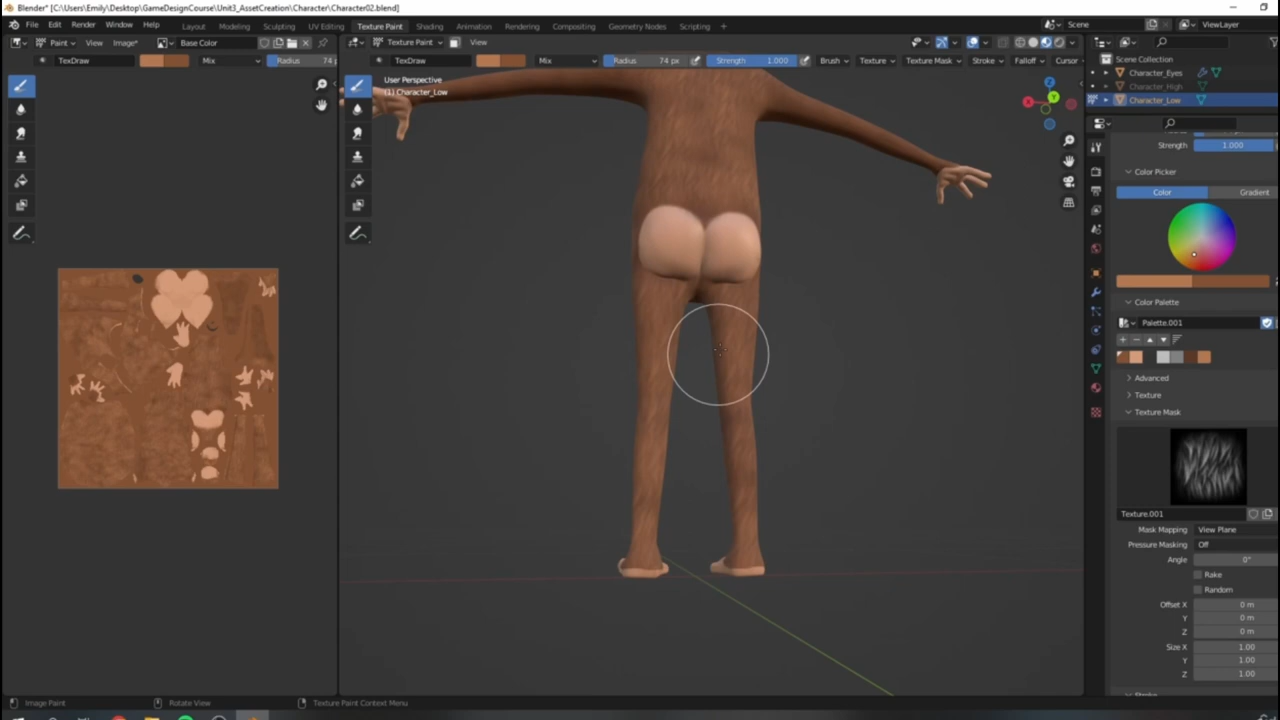 Blender* [C:\Users\Emily\Desktop\GameDesignCourse\Unit3_AssetCreation\Character\Character02.blend]
File Edit Render Window Help Layout Modeling Sculpting UV Editing Texture Paint Shading Animation Rendering Compositing Geometry Nodes Scripting + Scene ViewLayer
Paint View Image* Base Color Texture Paint View
TexDraw Mix Radius 74 p TexDraw Mix Radius 74 px Strength 1.000 Brush Texture Texture Mask Stroke Falloff Cursor
User Perspective
(1) Character_Low
Z
Y
X
Scene Collection
Character_Eyes
Character_High
Character_Low
Strength 1.000
Color Picker
Color Gradient
Color Palette
Palette.001
Advanced
Texture
Texture Mask
Texture.001
Mask Mapping View Plane
Pressure Masking Off
Angle 0°
Rake
Random
Offset X 0 m
Y 0 m
Z 0 m
Size X 1.00
Y 1.00
Z 1.00
Image Paint Rotate View Texture Paint Context Menu